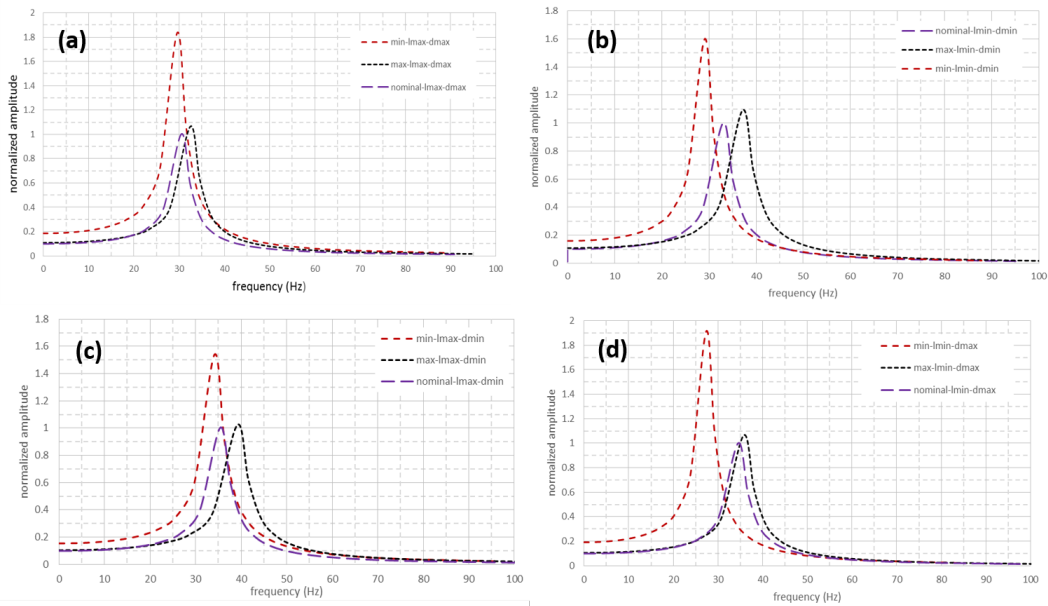 (a)
2
1.8
1.6
1.4
1.2
1
0.8
0.6
0.4
0.2
0
normalized amplitude
min-lmax-dmax
max-lmax-dmax
nominal-lmax-dmax
0 10 20 30 40 50 60 70 80 90 100
frequency (Hz)
(b)
1.8
1.6
1.4
1.2
1
0.8
0.6
0.4
0.2
0
normalized amplitude
nominal-lmin-dmin
max-lmin-dmin
min-lmin-dmin
0 10 20 30 40 50 60 70 80 90 100
frequency (Hz)
(c)
1.8
1.6
1.4
1.2
1
0.8
0.6
0.4
0.2
0
normalized amplitude
min-lmax-dmin
max-lmax-dmin
nominal-lmax-dmin
0 10 20 30 40 50 60 70 80 90 100
frequency (Hz)
(d)
2
1.8
1.6
1.4
1.2
1
0.8
0.6
0.4
0.2
0
normalized amplitude
min-lmin-dmax
max-lmin-dmax
nominal-lmin-dmax
0 10 20 30 40 50 60 70 80 90 100
frequency (Hz)